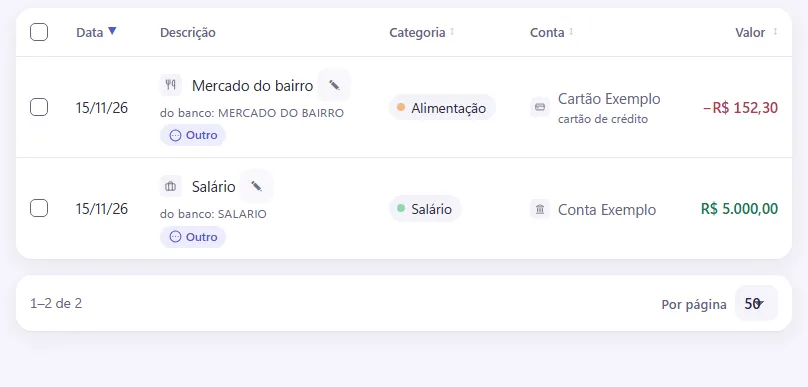 Data ▼ Descrição Categoria ↕ Conta ↕ Valor ↕
Mercado do bairro
15/11/26 do banco: MERCADO DO BAIRRO Alimentação Cartão Exemplo −R$ 152,30
cartão de crédito
Outro
Salário
15/11/26 do banco: SALARIO Salário Conta Exemplo R$ 5.000,00
Outro
1–2 de 2 Por página 50